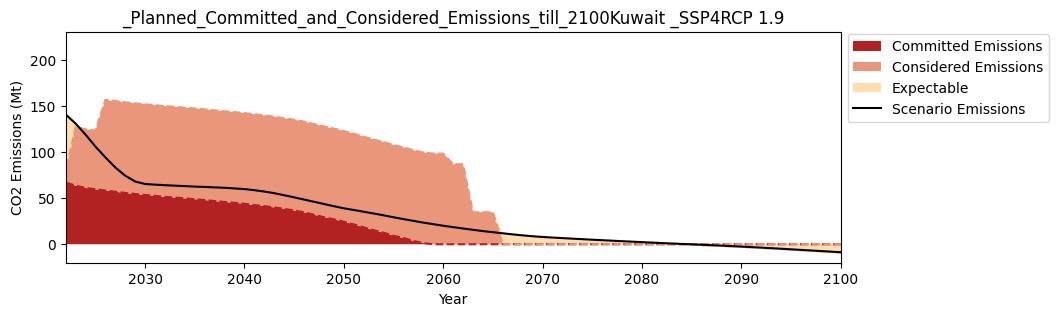 _Planned_Committed_and_Considered_Emissions_till_2100Kuwait _SSP4RCP 1.9
CO2 Emissions (Mt)
200
150
100
50
0
2030 2040 2050 2060 2070 2080 2090 2100
Year
Committed Emissions
Considered Emissions
Expectable
Scenario Emissions